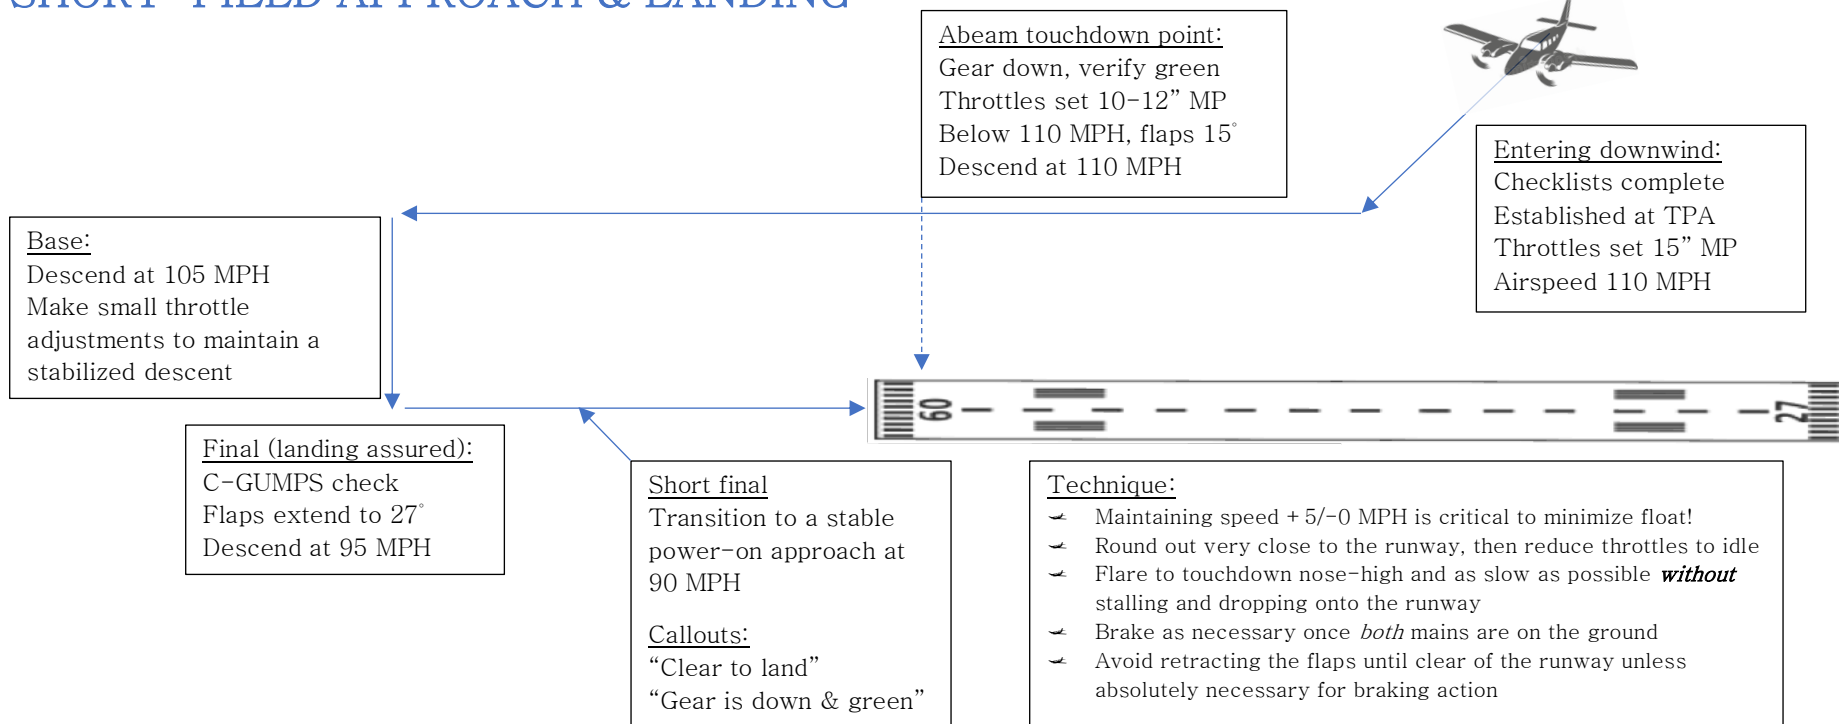 SHORT-FIELD APPROACH & LANDING
Abeam touchdown point:
Gear down, verify green
Throttles set 10-12” MP
Below 110 MPH, flaps 15°
Descend at 110 MPH
Entering downwind:
Checklists complete
Established at TPA
Throttles set 15” MP
Airspeed 110 MPH
Base:
Descend at 105 MPH
Make small throttle
adjustments to maintain a
stabilized descent
09
27
Final (landing assured):
C-GUMPS check
Flaps extend to 27°
Descend at 95 MPH
Short final
Transition to a stable
power-on approach at
90 MPH
Callouts:
“Clear to land”
“Gear is down & green”
Technique:
Maintaining speed +5/-0 MPH is critical to minimize float!
Round out very close to the runway, then reduce throttles to idle
Flare to touchdown nose-high and as slow as possible without
stalling and dropping onto the runway
Brake as necessary once both mains are on the ground
Avoid retracting the flaps until clear of the runway unless
absolutely necessary for braking action